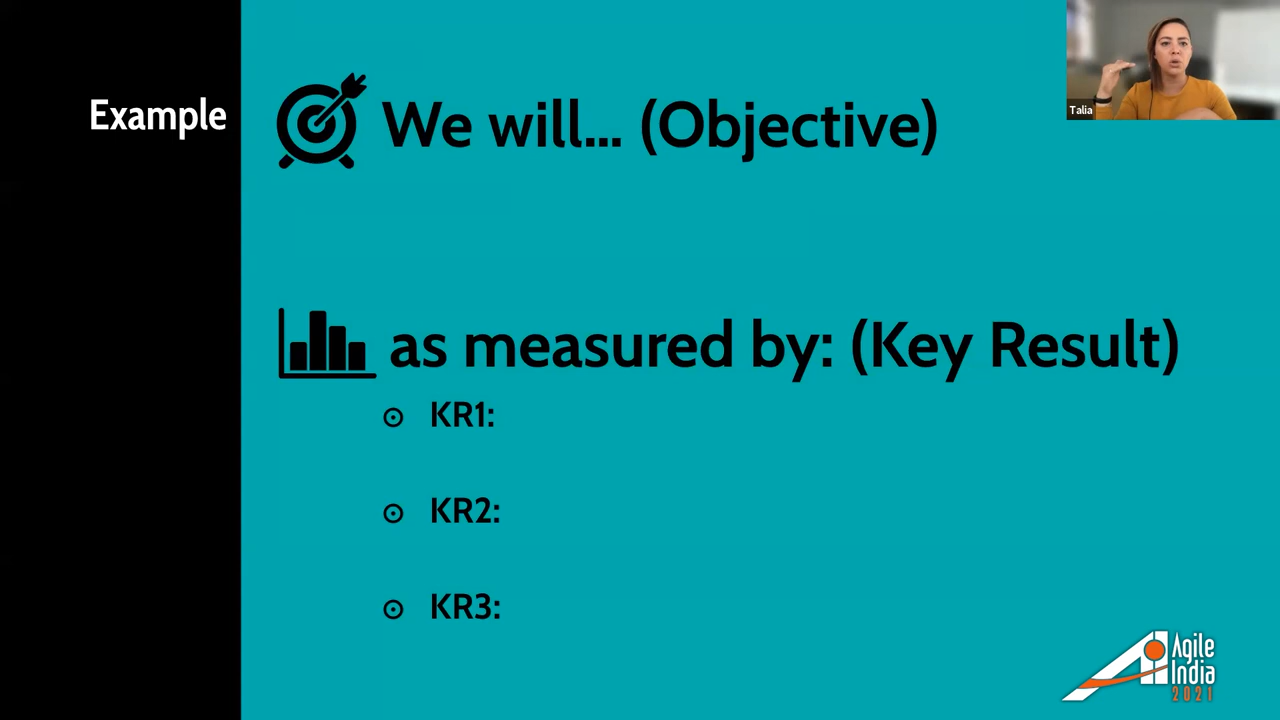 Example
We will... (Objective)
Talia
as measured by: (Key Result)
KR1:
KR2:
KR3:
Agile
India
2021